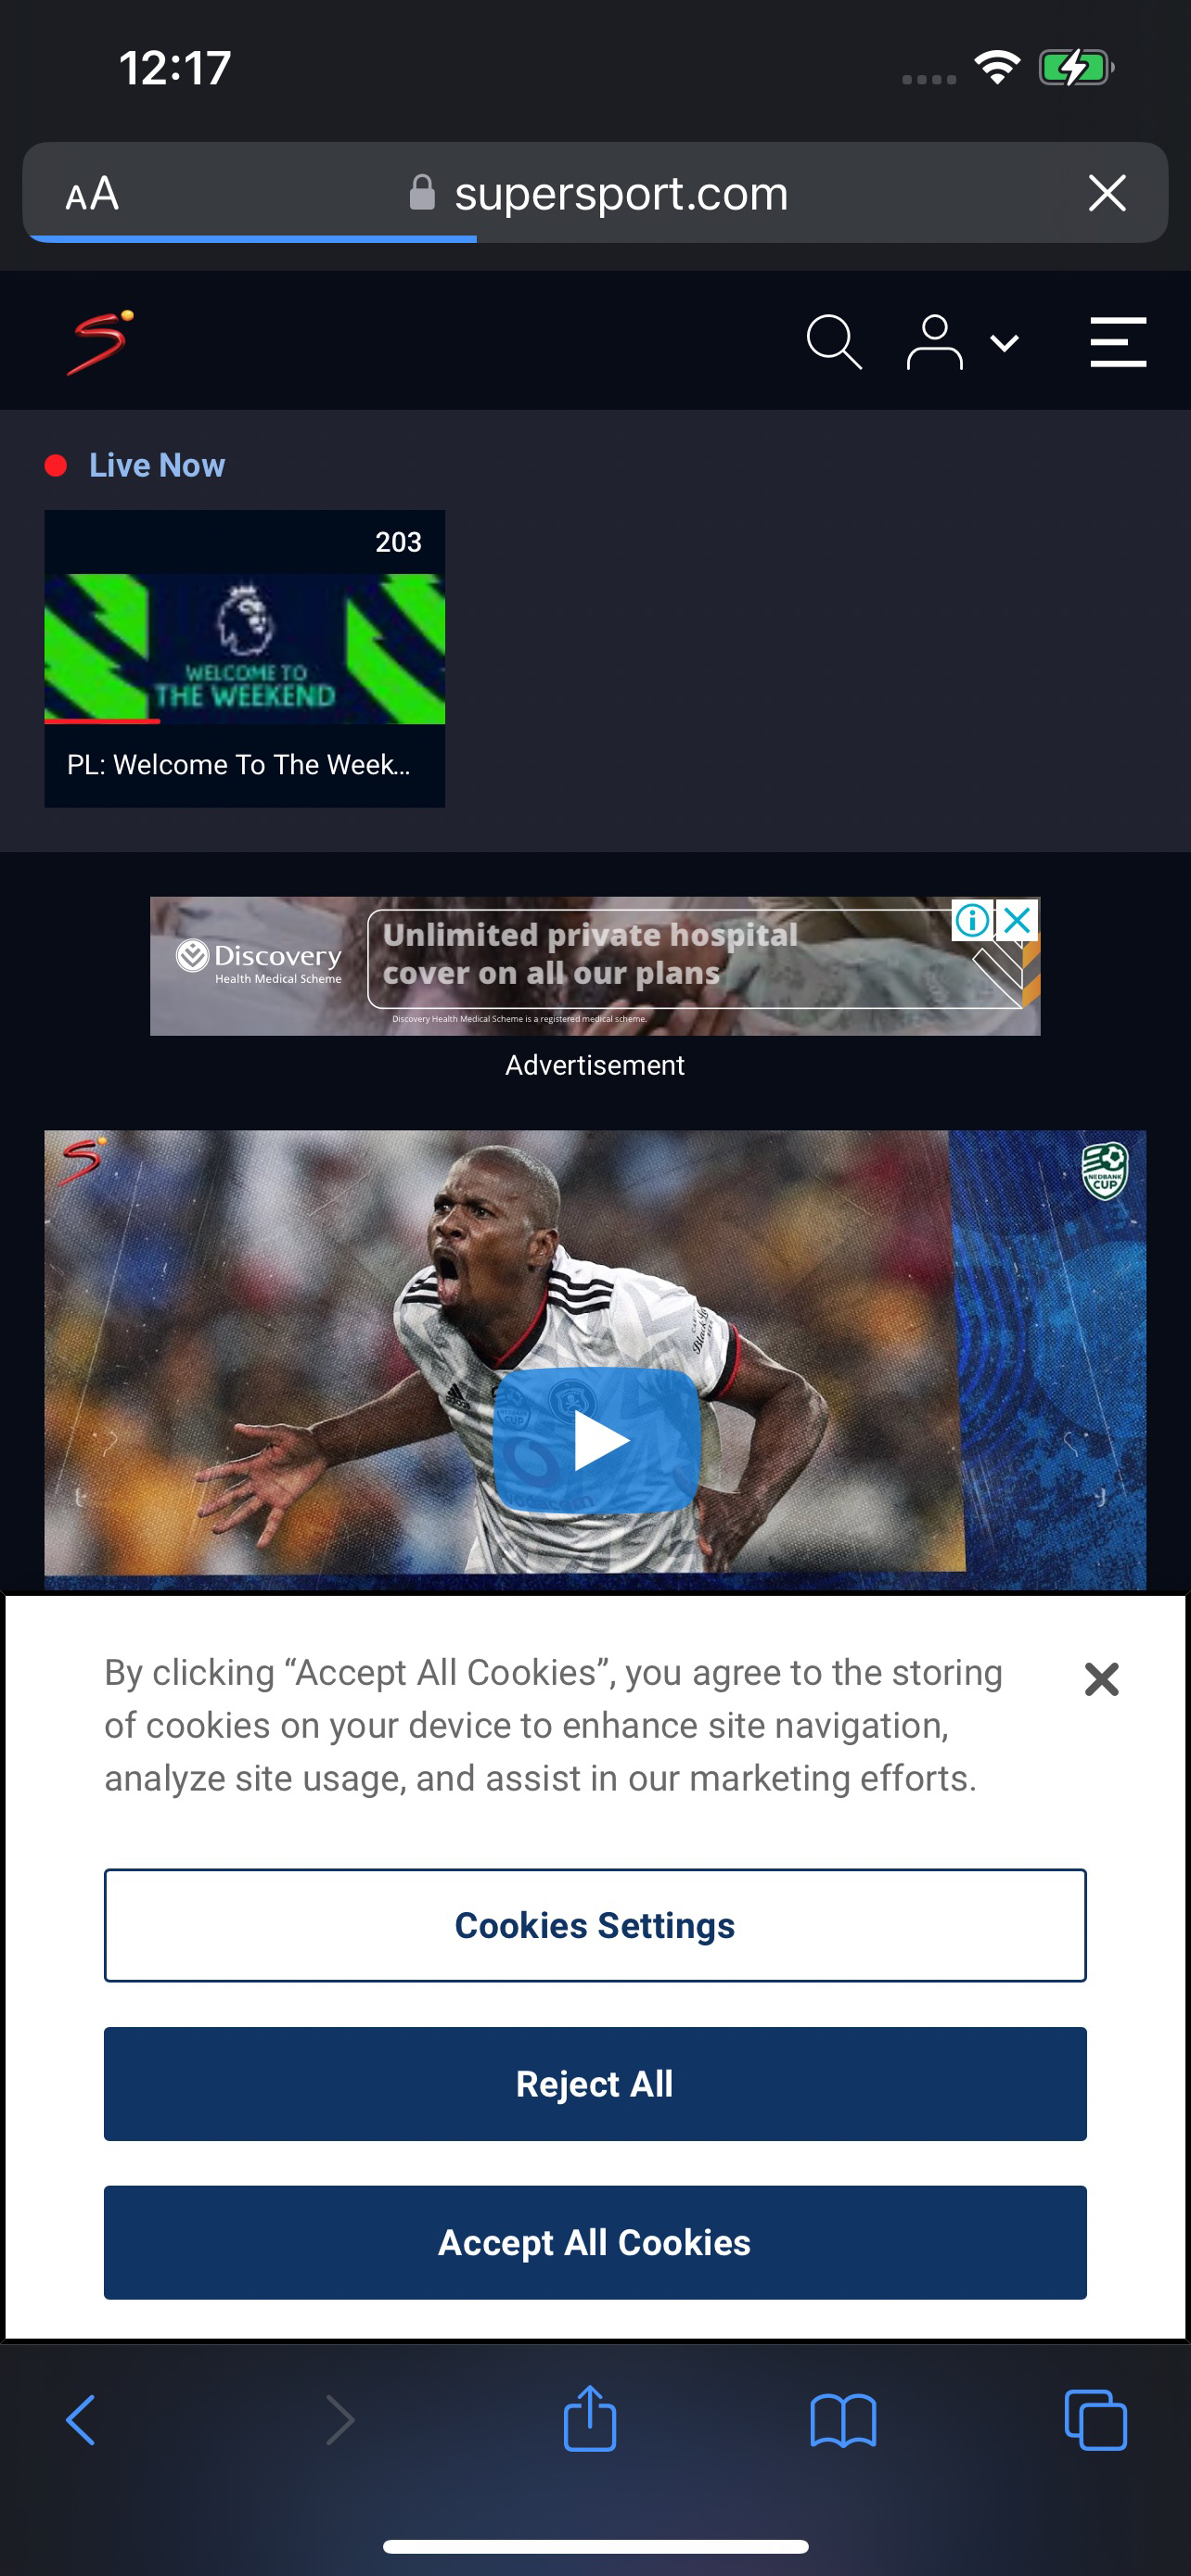 12:17
AA
supersport.com
Live Now
203
WELCOME TO
THE WEEKEND
PL: Welcome To The Week...
Discovery
Health Medical Scheme
Unlimited private hospital
cover on all our plans
Discovery Health Medical Scheme is a registered medical scheme.
Advertisement
NEDBANK
CUP
By clicking “Accept All Cookies”, you agree to the storing
of cookies on your device to enhance site navigation,
analyze site usage, and assist in our marketing efforts.
Cookies Settings
Reject All
Accept All Cookies